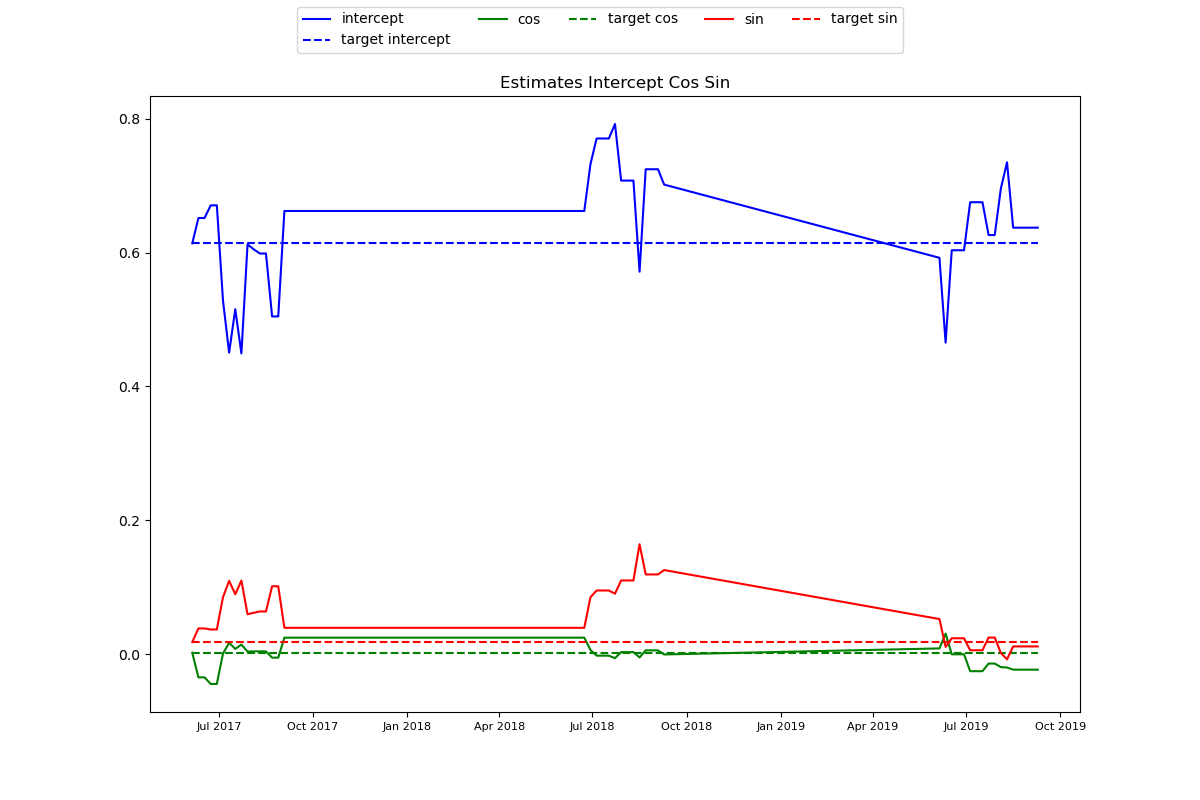 intercept cos target cos sin target sin
target intercept
Estimates Intercept Cos Sin
0.8
0.6
0.4
0.2
0.0
Jul 2017 Oct 2017 Jan 2018 Apr 2018 Jul 2018 Oct 2018 Jan 2019 Apr 2019 Jul 2019 Oct 2019